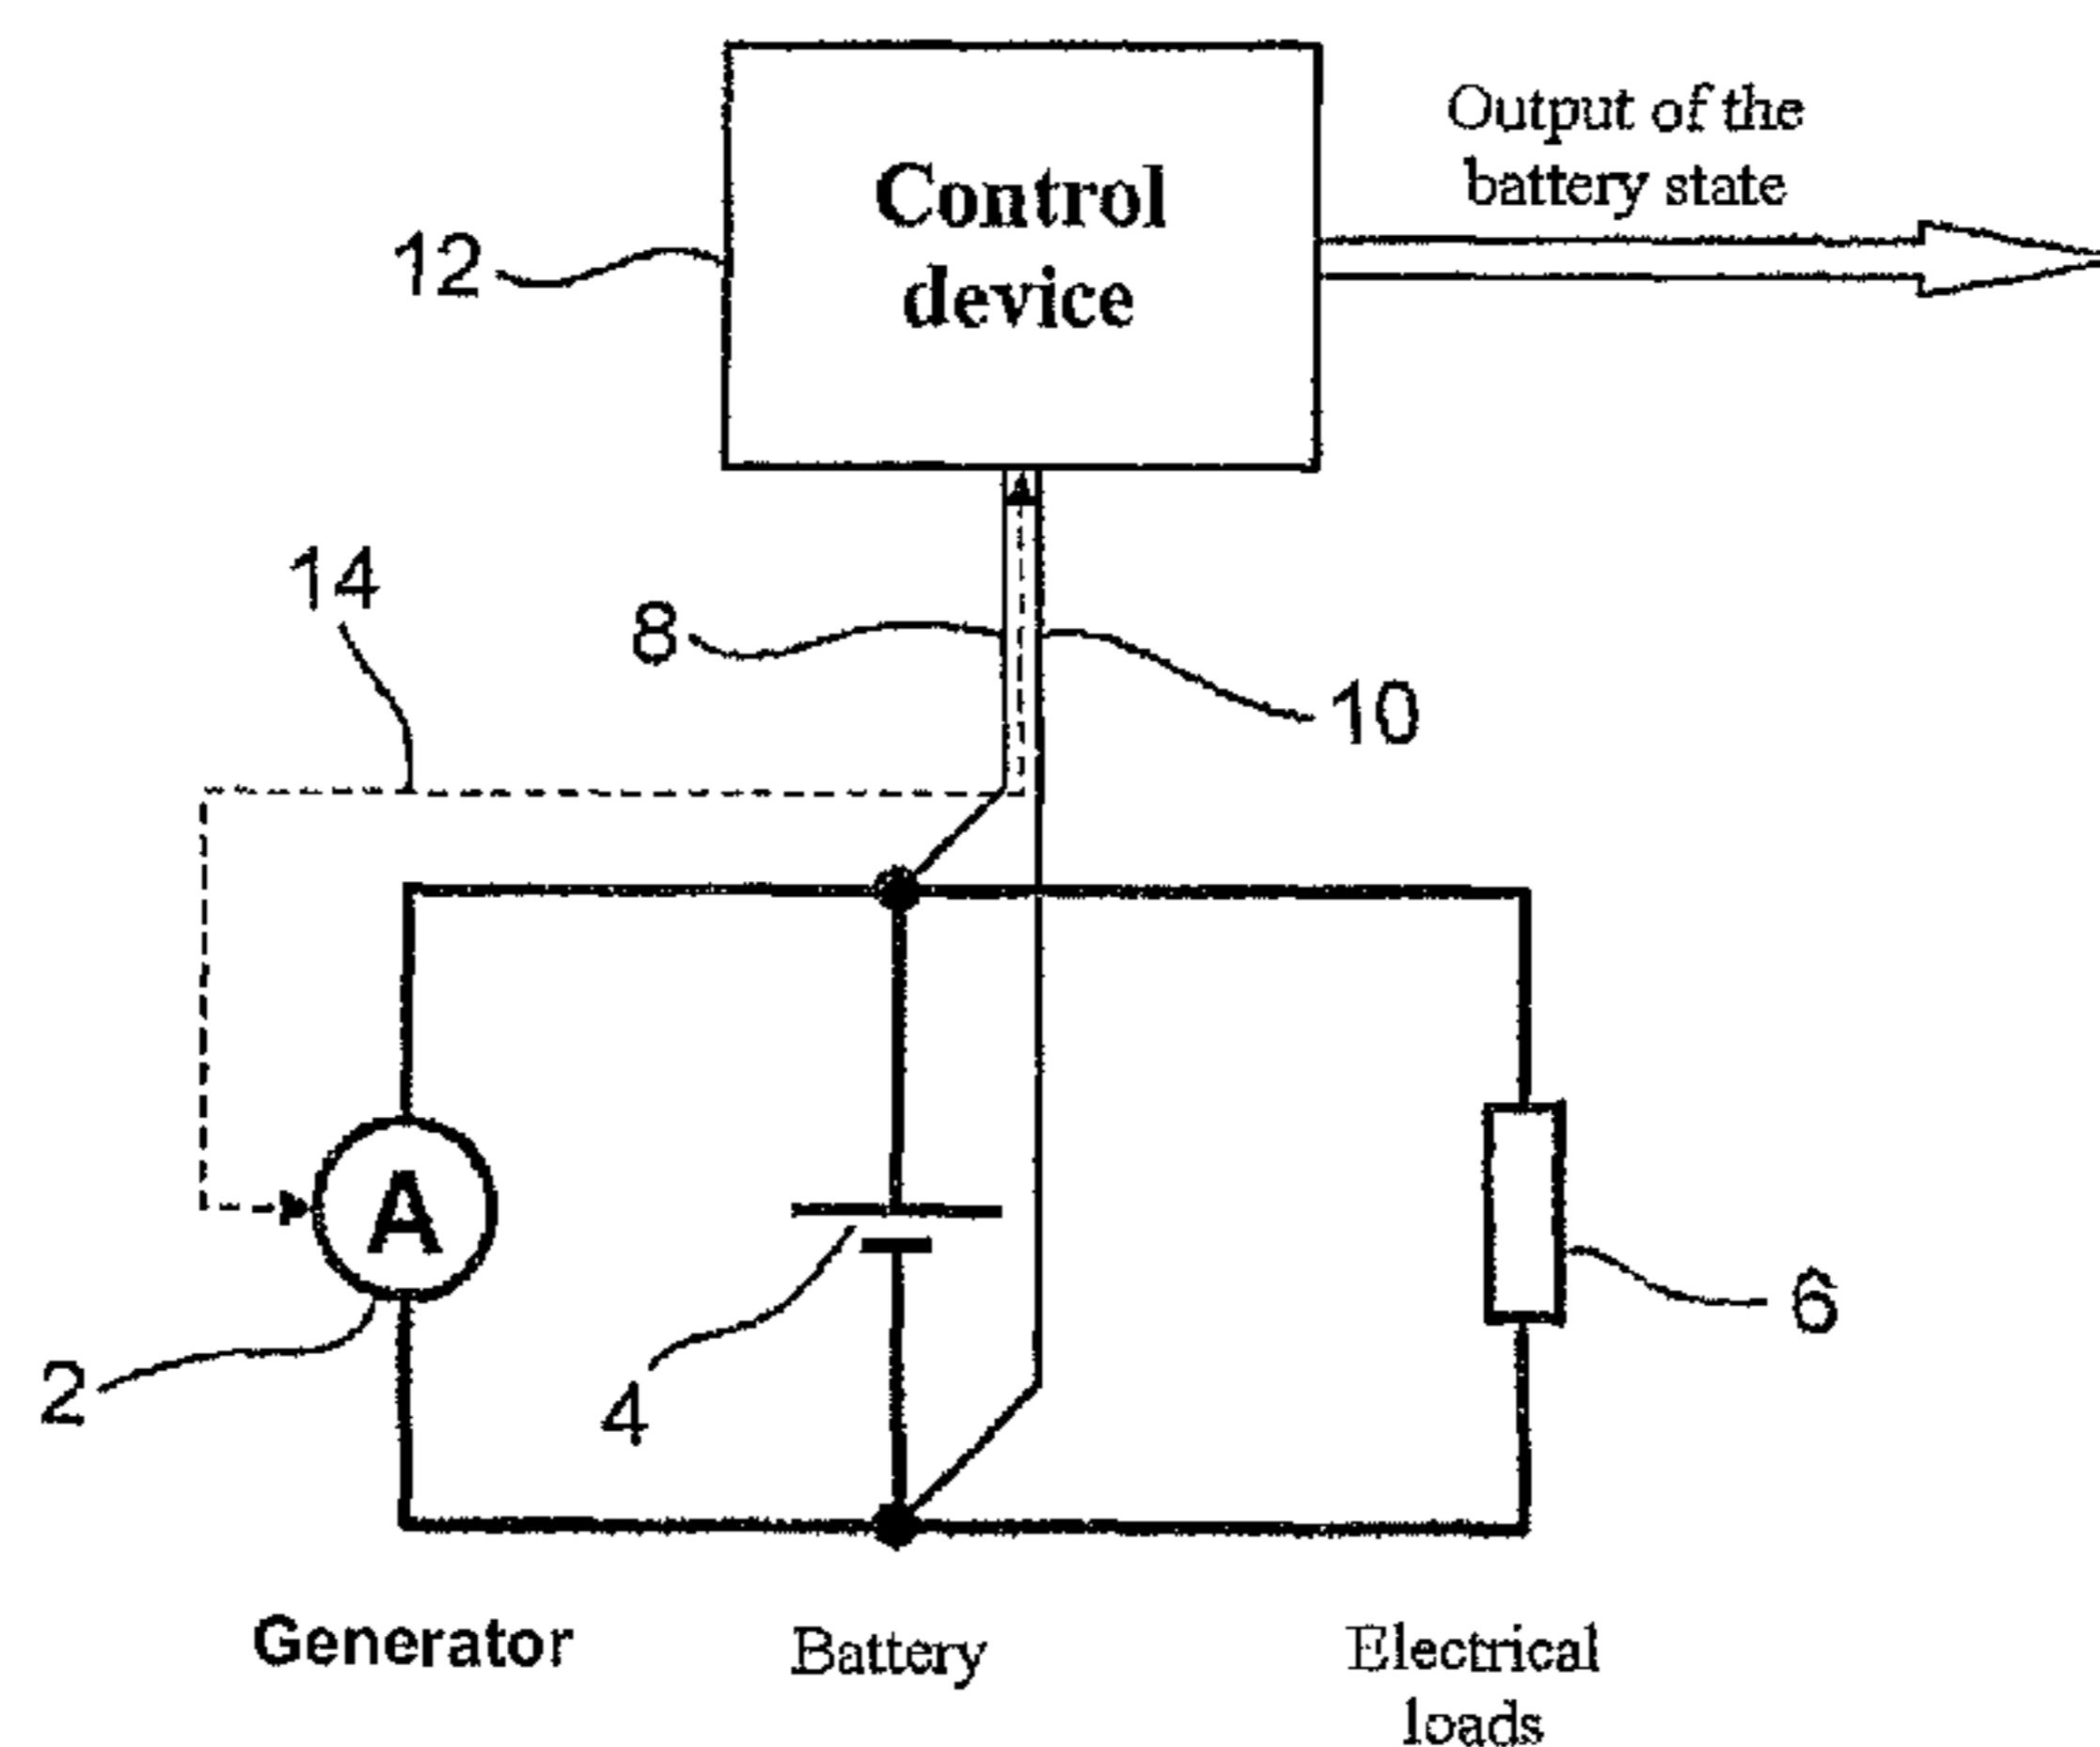 Output of the
battery state
Control
device
12
14
8
10
A
6
2
4
Generator
Battery
Electrical
loads